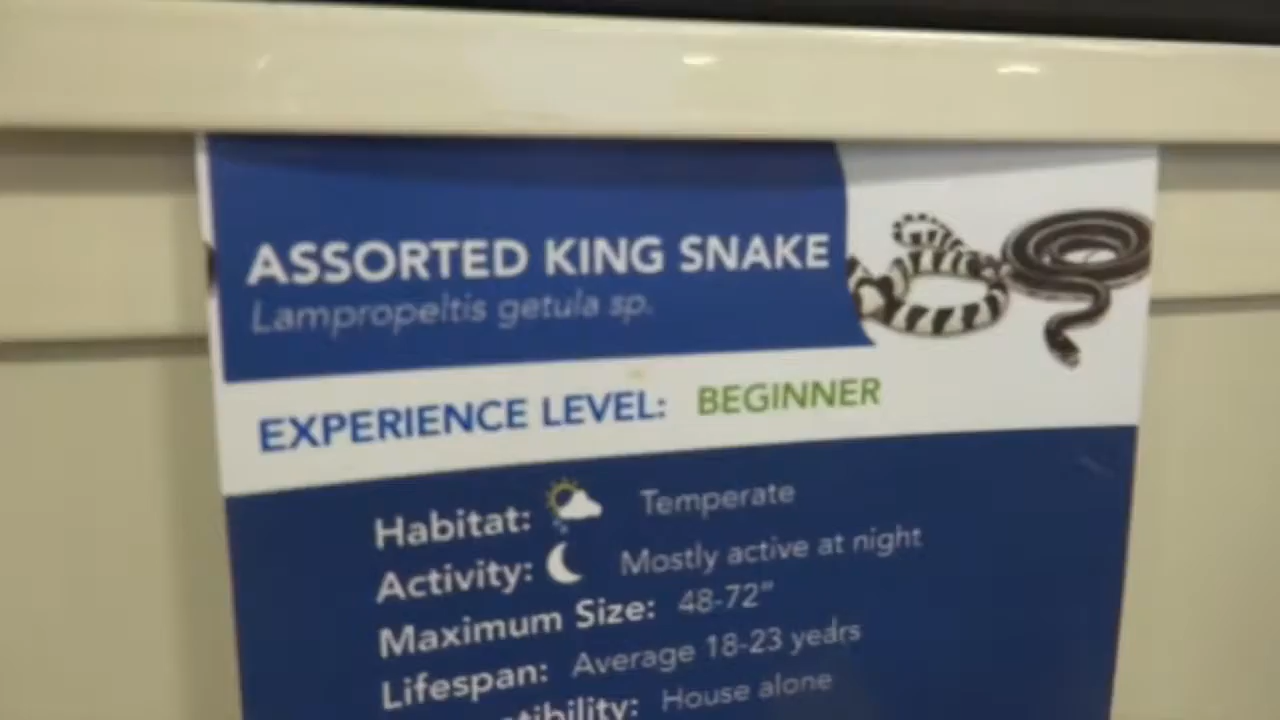 ASSORTED KING SNAKE
Lampropeltis getula sp.
EXPERIENCE LEVEL: BEGINNER
Habitat: Temperate
Activity: Mostly active at night
Maximum Size: 48-72"
Lifespan: Average 18-23 years
House alone